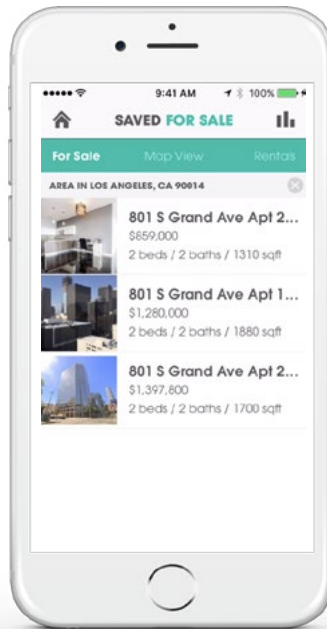 9:41 AM 100%
SAVED FOR SALE
For Sale Map View Rentals
AREA IN LOS ANGELES, CA 90014
801 S Grand Ave Apt 2...
$859,000
2 beds / 2 baths / 1310 sqft
801 S Grand Ave Apt 1...
$1,280,000
2 beds / 2 baths / 1880 sqft
801 S Grand Ave Apt 2...
$1,397,800
2 beds / 2 baths / 1700 sqft